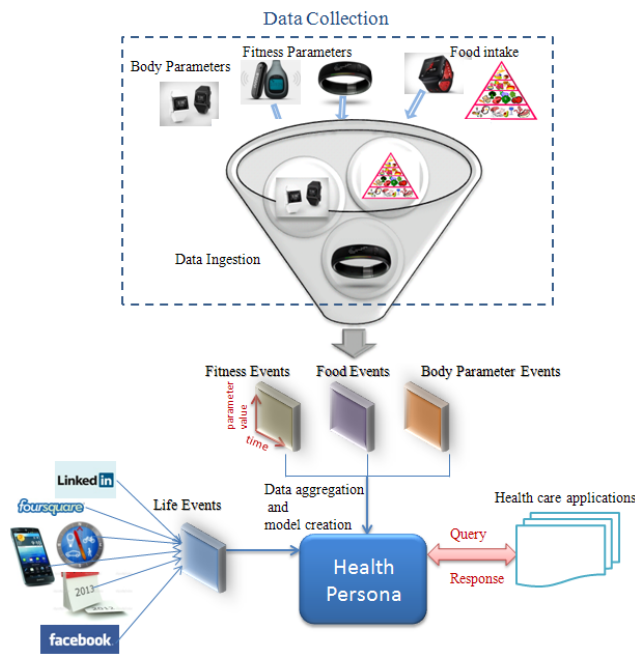 Data Collection
Fitness Parameters
Food intake
Body Parameters
Data Ingestion
Fitness Events
Food Events
Body Parameter Events
parameter
value
time
Linked in
foursquare
Life Events
Data aggregation
and
model creation
Health care applications
Query
Health
Persona
Response
2013
facebook